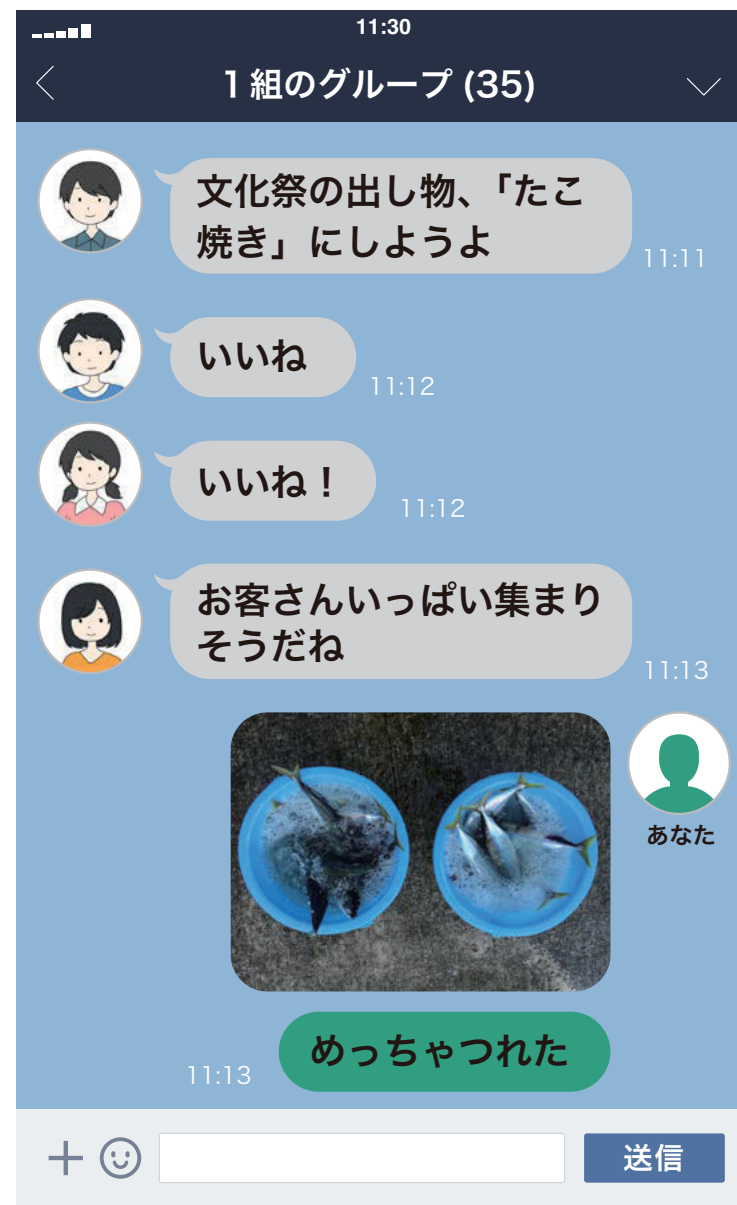 11:30
1組のグループ (35)
文化祭の出し物、「たこ
焼き」にしようよ
11:11
いいね
11:12
いいね！
11:12
お客さんいっぱい集まり
そうだね
11:13
あなた
めっちゃつれた
11:13
送信